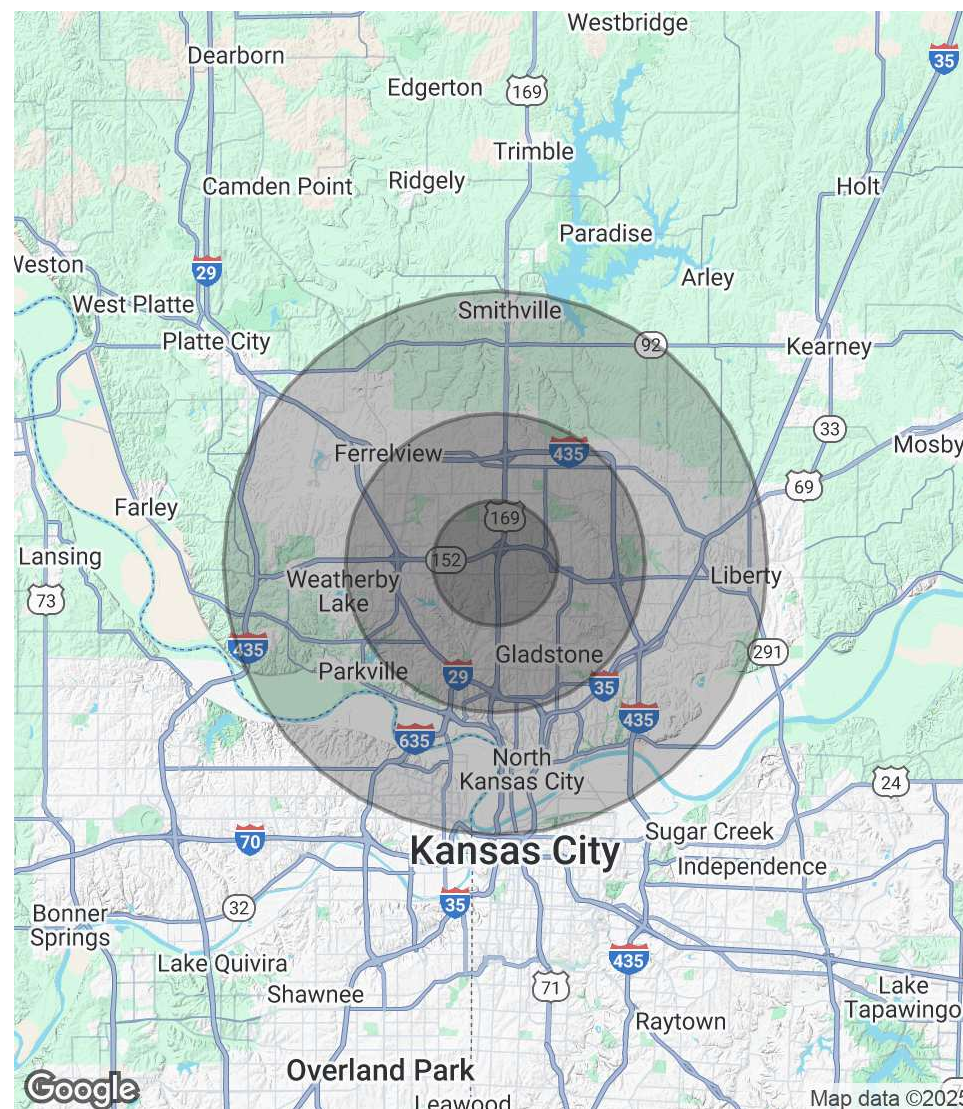 Westbridge
Dearborn
35
Edgerton
169
Trimble
Camden Point
Ridgely
Holt
Paradise
Weston
29
Arley
West Platte
Smithville
Platte City
92
Kearney
33
Ferrelview
435
Mosby
69
Farley
169
Lansing
152
Weatherby
Lake
Liberty
73
435
Gladstone
291
Parkville
29
35
435
635
North
Kansas City
24
Sugar Creek
70
Kansas City
Independence
35
32
Bonner
Springs
435
Lake Quivira
71
Lake
Tapawingo
Shawnee
Raytown
Overland Park
Google
Leawood
Map data ©2025